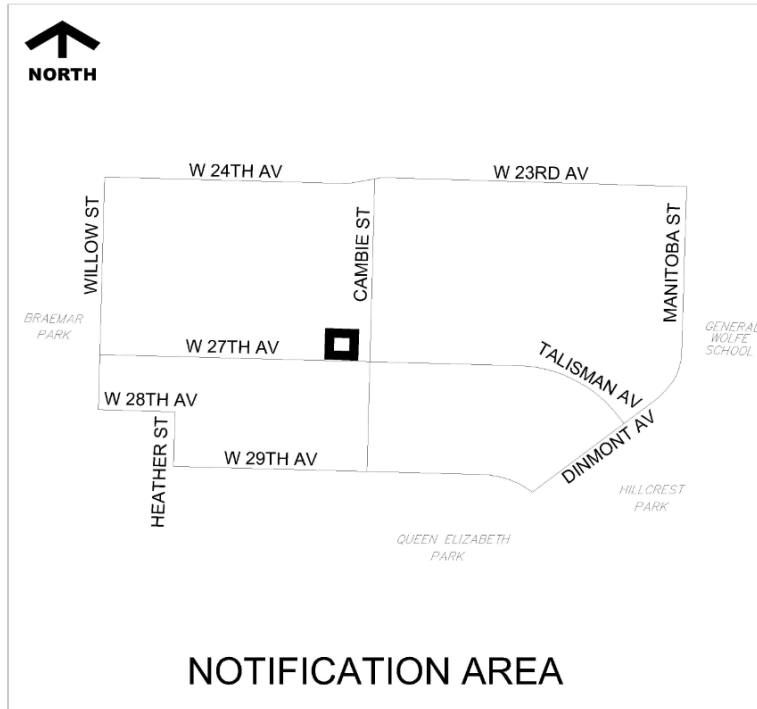 NORTH
W 24TH AV
W 23RD AV
WILLOW ST
CAMBIE ST
MANITOBA ST
BRAEMAR
PARK
GENERAL
WOLFE
SCHOOL
W 27TH AV
TALISMAN AV
W 28TH AV
HEATHER ST
W 29TH AV
DINMONT AV
HILLCREST
PARK
QUEEN ELIZABETH
PARK
NOTIFICATION AREA